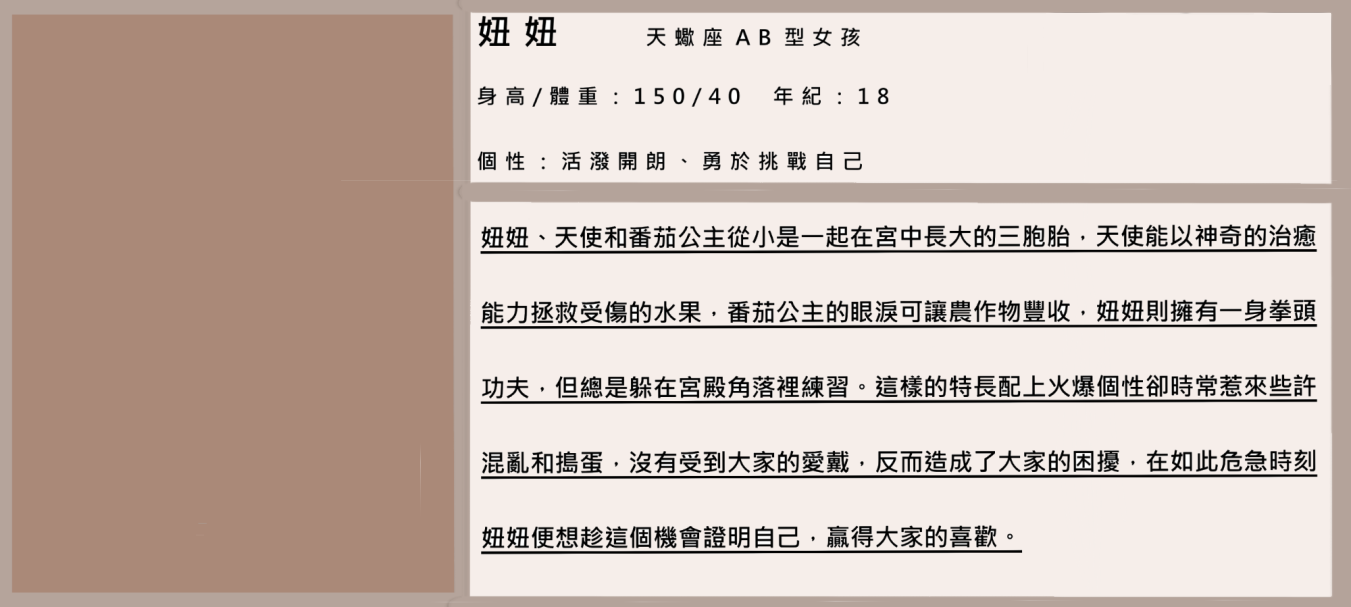 妞妞 天蠍座AB型女孩
身高/體重:150/40 年紀:18
個性:活潑開朗、勇於挑戰自己
妞妞、天使和番茄公主從小是一起在宮中長大的三胞胎,天使能以神奇的治癒
能力拯救受傷的水果,番茄公主的眼淚可讓農作物豐收,妞妞則擁有一身拳頭
功夫,但總是躲在宮殿角落裡練習。這樣的特長配上火爆個性卻時常惹來些許
混亂和搗蛋,沒有受到大家的愛戴,反而造成了大家的困擾,在如此危急時刻
妞妞便想趁這個機會證明自己,贏得大家的喜歡。